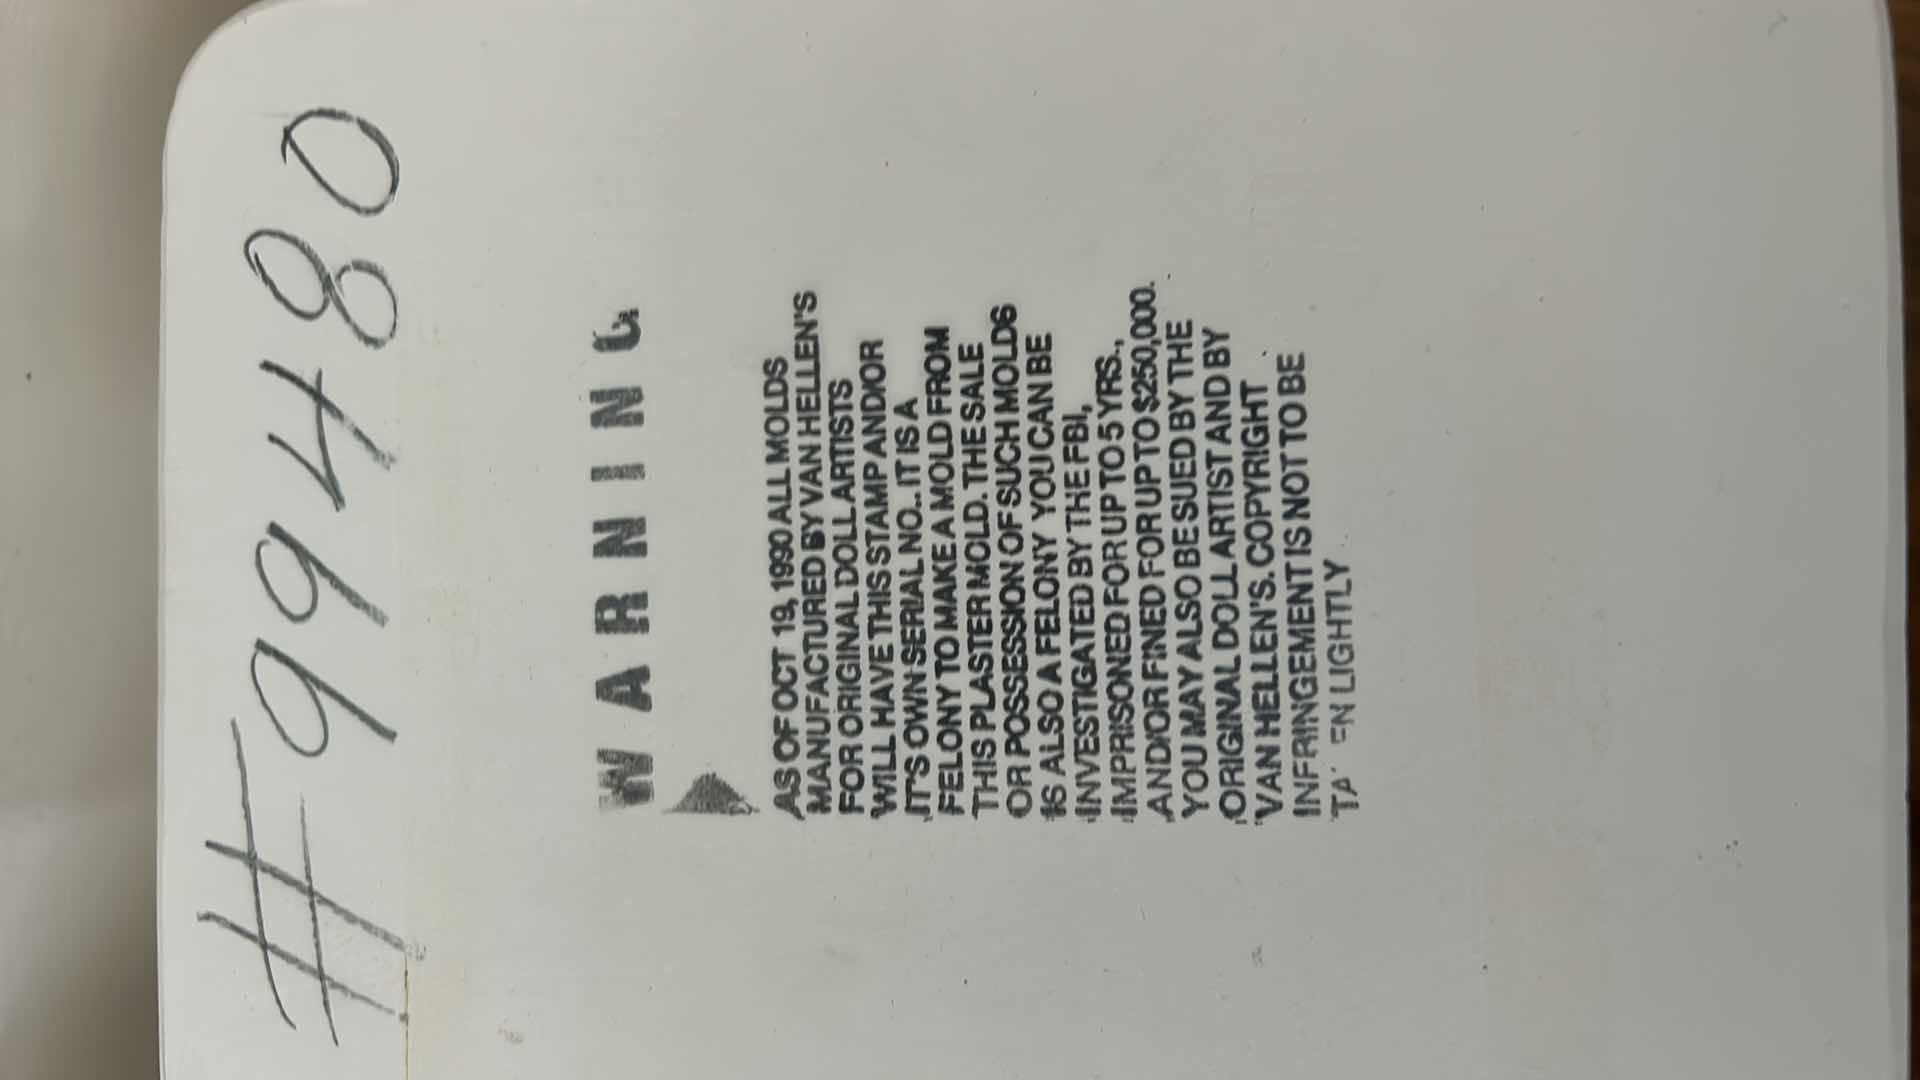 #99480
WARNING
AS OF OCT 19, 1990 ALL MOLDS
MANUFACTURED BY VAN HELLEN'S
FOR ORIGINAL DOLL ARTISTS
WILL HAVE THIS STAMP AND/OR
IT'S OWN SERIAL NO.. IT IS A
FELONY TO MAKE A MOLD FROM
THIS PLASTER MOLD. THE SALE
OR POSSESSION OF SUCH MOLDS
IS ALSO A FELONY YOU CAN BE
INVESTIGATED BY THE FBI,
IMPRISONED FOR UP TO 5 YRS.,
AND/OR FINED FOR UP TO $250,000.
YOU MAY ALSO BE SUED BY THE
ORIGINAL DOLL ARTIST AND BY
VAN HELLEN'S. COPYRIGHT
INFRINGEMENT IS NOT TO BE
TAKEN LIGHTLY